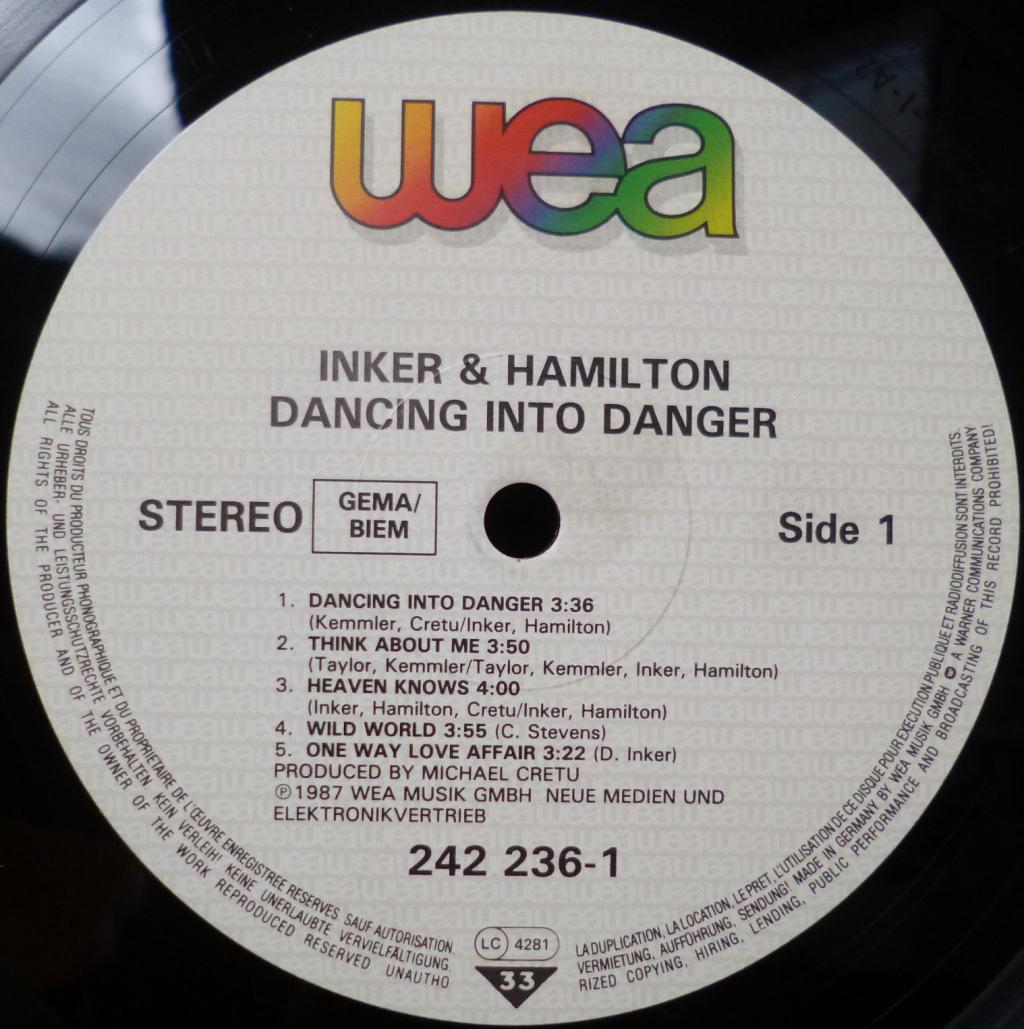 wea
INKER & HAMILTON
DANCING INTO DANGER
STEREO
GEMA/
BIEM
Side 1
1. DANCING INTO DANGER 3:36
(Kemmler, Cretu/Inker, Hamilton)
2. THINK ABOUT ME 3:50
(Taylor, Kemmler/Taylor, Kemmler, Inker, Hamilton)
3. HEAVEN KNOWS 4:00
(Inker, Hamilton, Cretu/Inker, Hamilton)
4. WILD WORLD 3:55 (C. Stevens)
5. ONE WAY LOVE AFFAIR 3:22 (D. Inker)
PRODUCED BY MICHAEL CRETU
℗1987 WEA MUSIK GMBH NEUE MEDIEN UND
ELEKTRONIKVERTRIEB
242 236-1
LC 4281
33
TOUS DROITS DU PRODUCTEUR PHONOGRAPHIQUE ET DU PROPRIETAIRE DE L'ŒUVRE ENREGISTREE RESERVES. SAUF AUTORISATION, LA DUPLICATION, LA LOCATION, LE PRET, L'UTILISATION DE CE DISQUE POUR EXECUTION PUBLIQUE ET RADIODIFFUSION SONT INTERDITS.
ALLE URHEBER- UND LEISTUNGSSCHUTZRECHTE VORBEHALTEN. KEIN VERLEIH! KEINE UNERLAUBTE VERVIELFÄLTIGUNG, VERMIETUNG, AUFFÜHRUNG, SENDUNG! MADE IN GERMANY BY WEA MUSIK GMBH A WARNER COMMUNICATIONS COMPANY
ALL RIGHTS OF THE PRODUCER AND OF THE OWNER OF THE WORK REPRODUCED RESERVED UNAUTHORIZED COPYING, HIRING, LENDING, PUBLIC PERFORMANCE AND BROADCASTING OF THIS RECORD PROHIBITED!